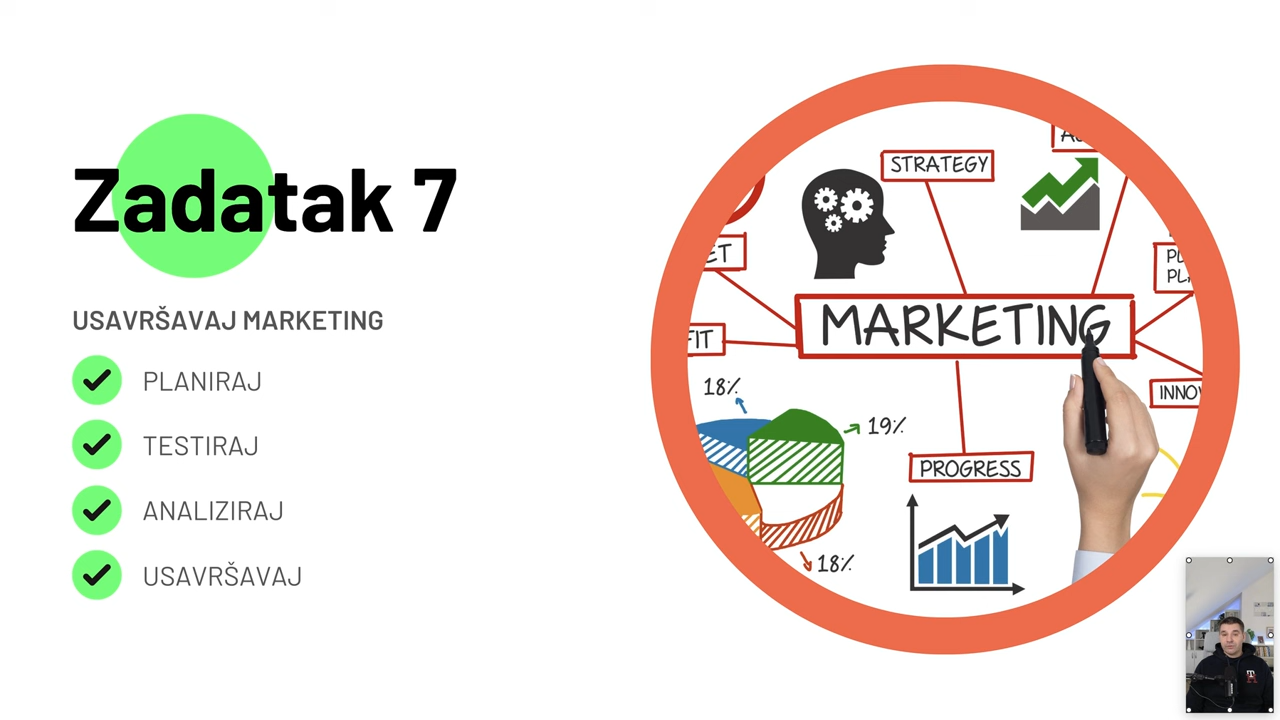 Zadatak 7
USAVRŠAVAJ MARKETING
PLANIRAJ
TESTIRAJ
ANALIZIRAJ
USAVRŠAVAJ
STRATEGY
MARKETING
18%
19%
PROGRESS
18%